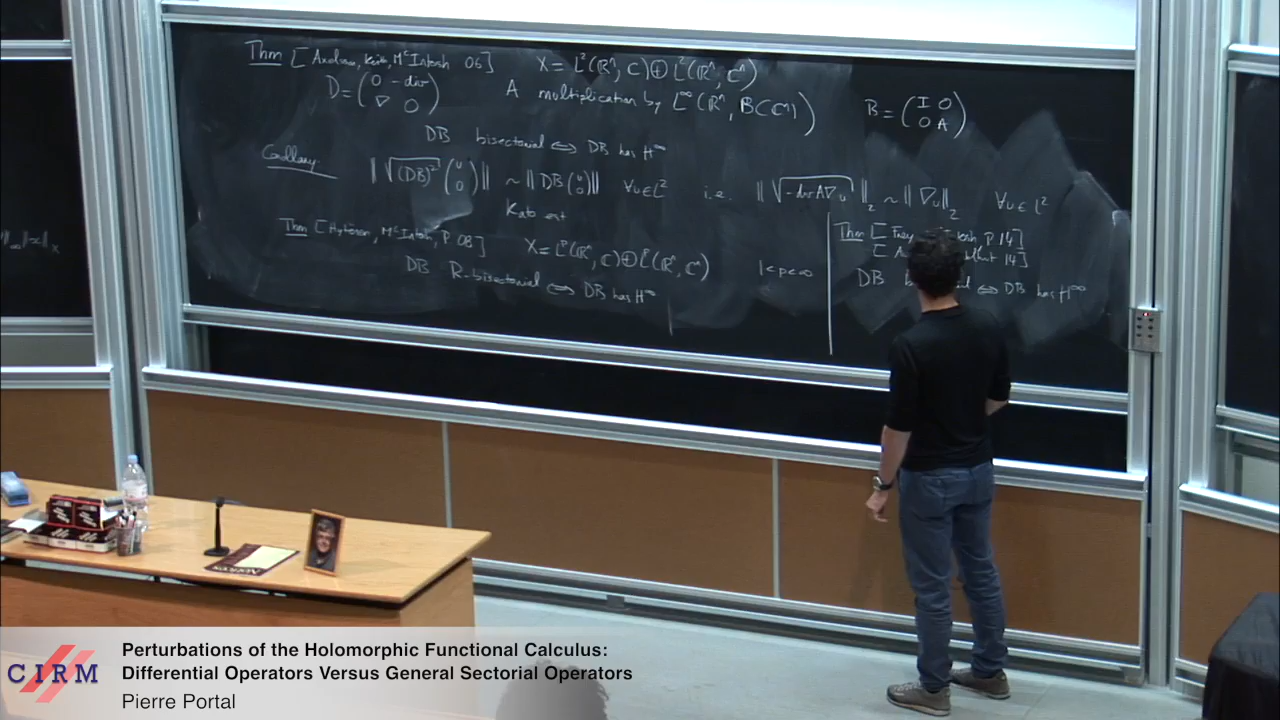 Thm [Axelsson, Keith, McIntosh 06] X = L²(ℝⁿ, ℂ) ⊕ L²(ℝⁿ, ℂⁿ)
D = (0 -div ∇ 0) A multiplication by L^∞(ℝⁿ, B(ℂⁿ)) B = (I 0 0 A)
DB bisectorial ⇔ DB has H^∞
Corollary ‖√(DB)² (u 0)‖ ~ ‖DB (u 0)‖ ∀u∈L² i.e. ‖√-div A∇ u‖₂ ~ ‖∇u‖₂ ∀u∈L²
Kato est
Thm [Hytönen, McIntosh, P 08] X = L^p(ℝⁿ, ℂ) ⊕ L^p(ℝⁿ, ℂⁿ) 1<p<∞
DB R-bisectorial ⇔ DB has H^∞
Thm [Frey, P 14]
14]
DB ⇔ DB has H^∞
CIRM
Perturbations of the Holomorphic Functional Calculus:
Differential Operators Versus General Sectorial Operators
Pierre Portal